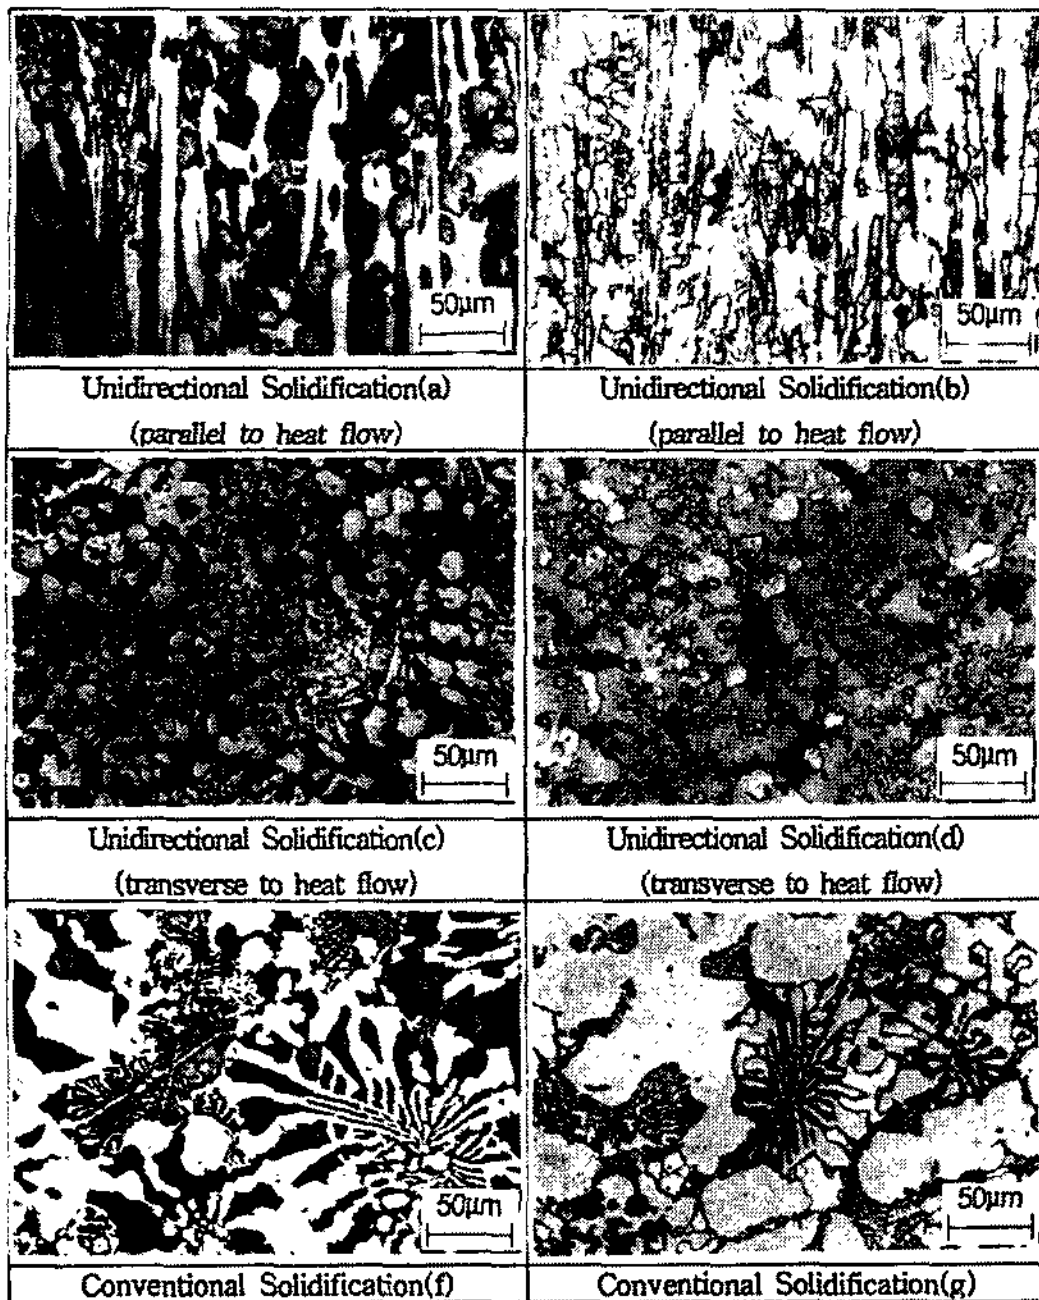 50μm
50μm
Unidirectional Solidification(a)
Unidirectional Solidification(b)
(parallel to heat flow)
(parallel to heat flow)
50μm
50μm
Unidirectional Solidification(c)
Unidirectional Solidification(d)
(transverse to heat flow)
(transverse to heat flow)
50μm
50μm
Conventional Solidification(f)
Conventional Solidification(g)